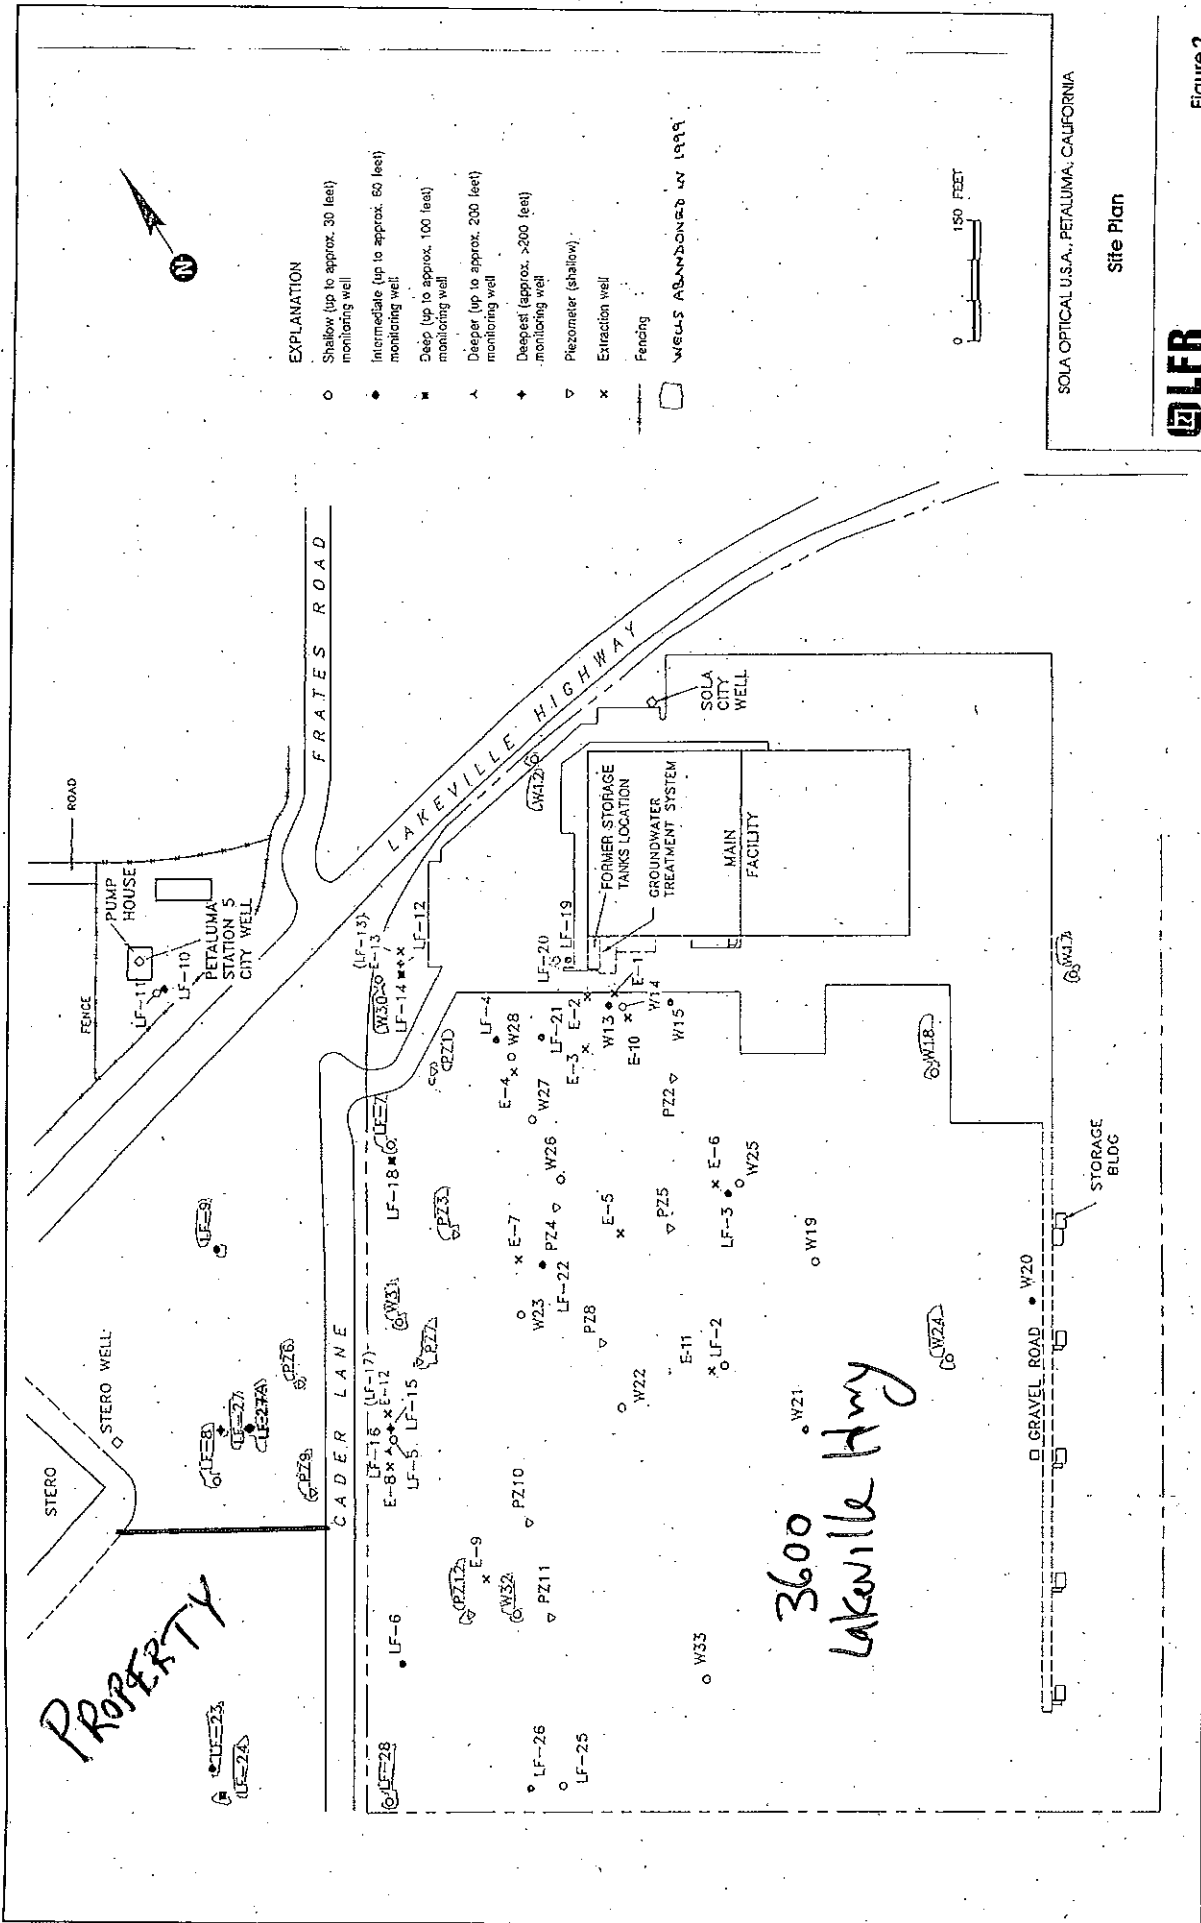 PROPERTY
STERO
STERO WELL
LF-23
LF-24
LF-8
LF-27
LF-27A
LF-9
PZ6
PZ9
FENCE
ROAD
PUMP
HOUSE
LF-11
LF-10
PETALUMA
STATION 5
CITY WELL
FRATES ROAD
LAKEVILLE HIGHWAY
CADER LANE
LF-28
LF-6
LF-16
(LF-17)
E-8
E-12
LF-5
LF-15
W31
PZ7
LF-7
LF-18
PZ3
PZ1
W30
(LF-13)
E-13
LF-14
LF-12
W12
SOLA
CITY
WELL
LF-4
W28
E-4
W27
LF-21
E-3
E-2
LF-20
LF-19
FORMER STORAGE
TANKS LOCATION
GROUNDWATER
TREATMENT SYSTEM
MAIN
FACILITY
W13
E-10
E-1
W14
W15
PZ2
W26
E-7
PZ4
E-5
PZ5
E-6
W25
LF-3
W23
LF-22
PZ8
W22
E-11
LF-2
W19
W21
PZ10
E-9
PZ12
W32
PZ11
LF-26
LF-25
W33
W24
W18
W17
W20
GRAVEL ROAD
STORAGE
BLDG
3600
Lakeville Hwy
N
EXPLANATION
Shallow (up to approx. 30 feet)
monitoring well
Intermediate (up to approx. 60 feet)
monitoring well
Deep (up to approx. 100 feet)
monitoring well
Deeper (up to approx. 200 feet)
monitoring well
Deepest (approx. >200 feet)
monitoring well
Piezometer (shallow)
Extraction well
Fencing
WELLS ABANDONED IN 1999
0 150 FEET
SOLA OPTICAL U.S.A., PETALUMA, CALIFORNIA
Site Plan
LFR
Figure 2